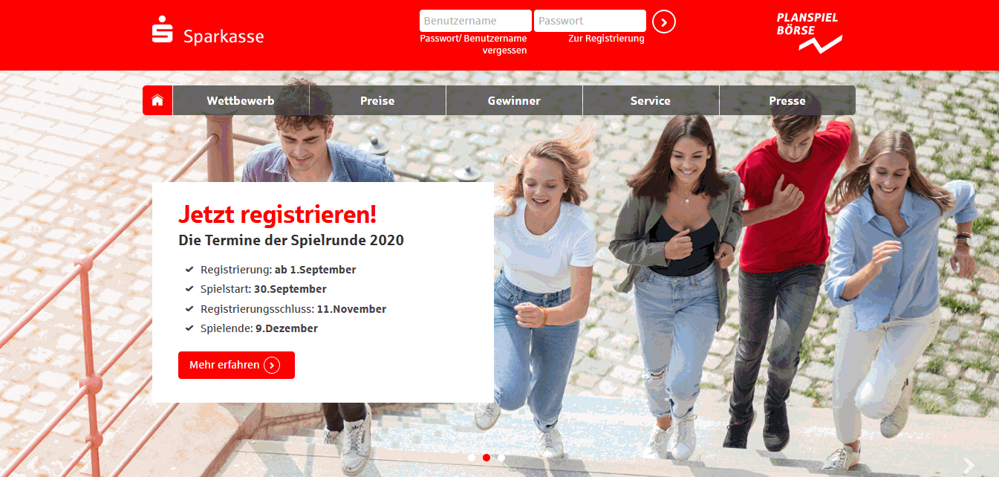 Sparkasse
Benutzername
Passwort
Passwort/ Benutzername
vergessen
Zur Registrierung
PLANSPIEL
BÖRSE
Wettbewerb
Preise
Gewinner
Service
Presse
Jetzt registrieren!
Die Termine der Spielrunde 2020
Registrierung: ab 1.September
Spielstart: 30.September
Registrierungsschluss: 11.November
Spielende: 9.Dezember
Mehr erfahren